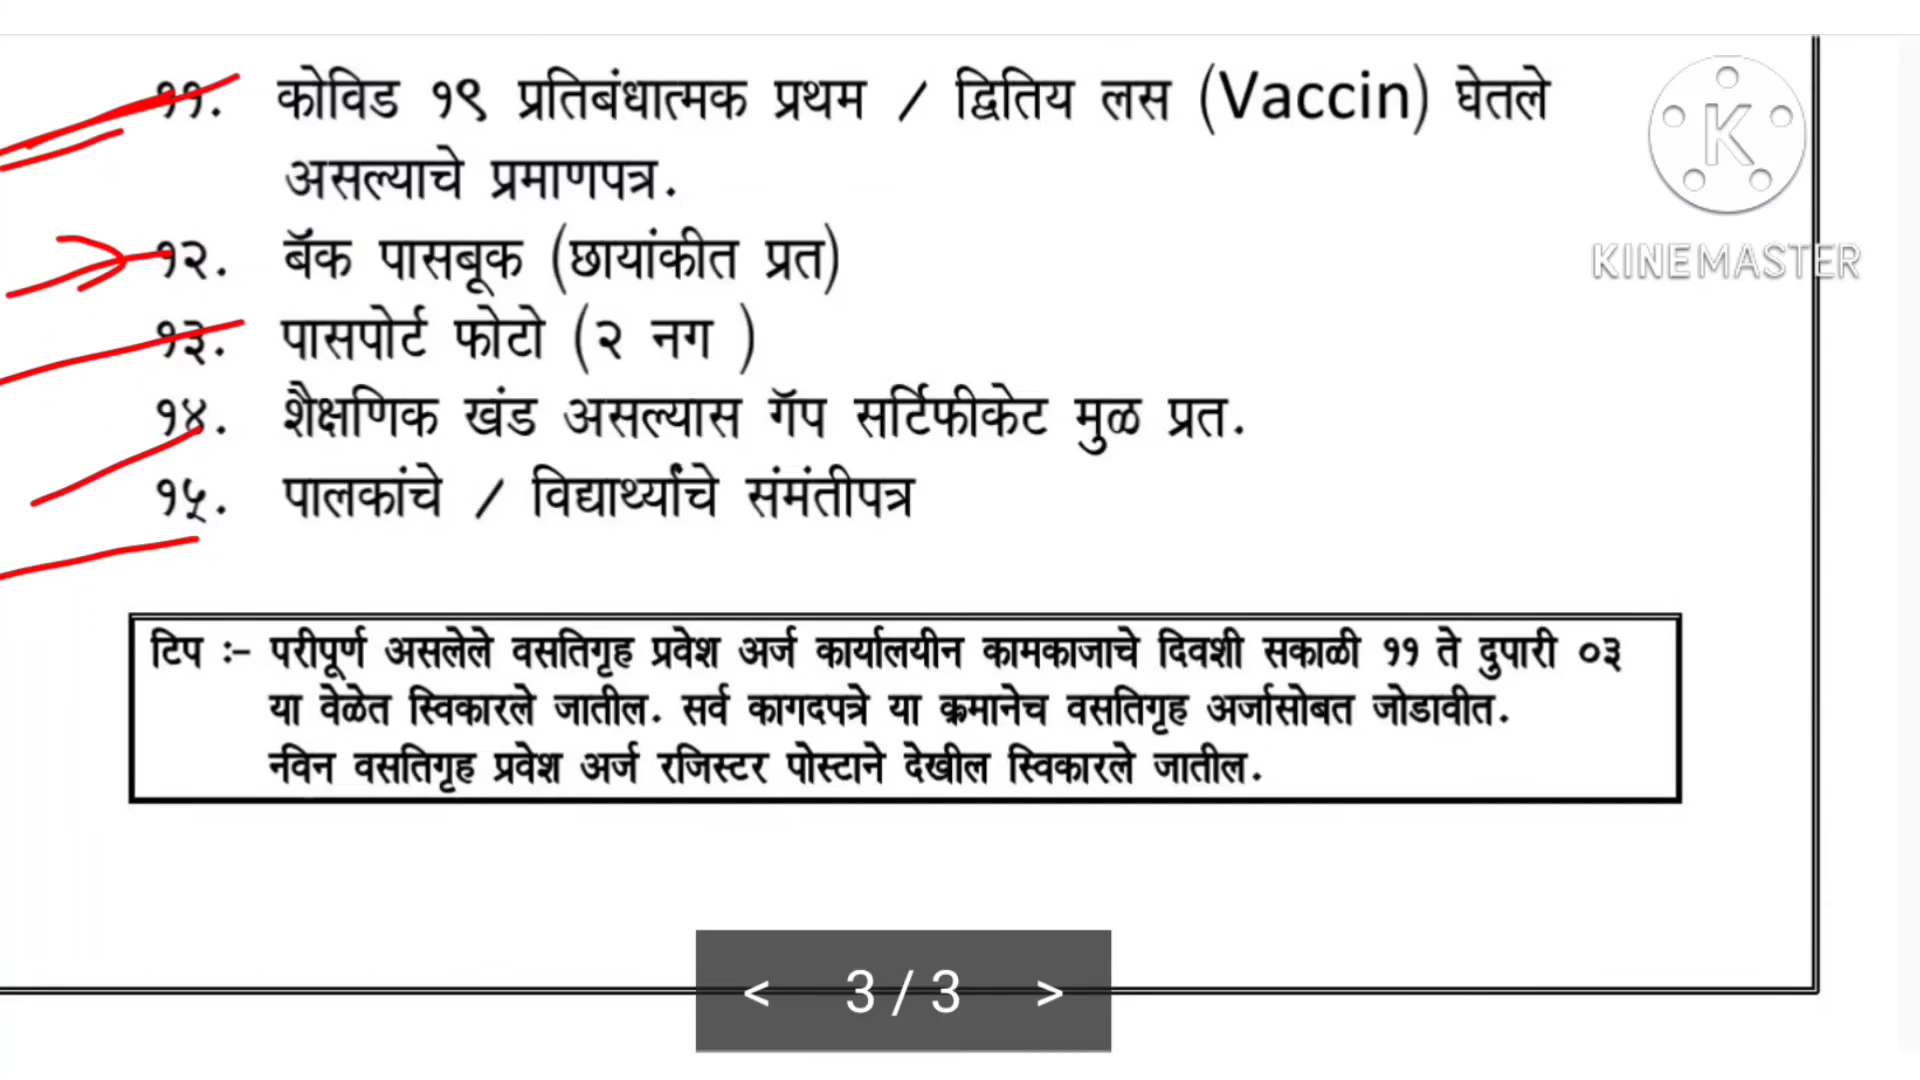 ११. कोविड १९ प्रतिबंधात्मक प्रथम / द्वितिय लस (Vaccin) घेतले
असल्याचे प्रमाणपत्र.
१२. बॅंक पासबूक (छायांकीत प्रत)
१३. पासपोर्ट फोटो (२ नग )
१४. शैक्षणिक खंड असल्यास गॅप सर्टिफीकेट मुळ प्रत.
१५. पालकांचे / विद्यार्थ्यांचे संमंतीपत्र
K
KINEMASTER
टिप :- परीपूर्ण असलेले वसतिगृह प्रवेश अर्ज कार्यालयीन कामकाजाचे दिवशी सकाळी ११ ते दुपारी ०३
या वेळेत स्विकारले जातील. सर्व कागदपत्रे या क्रमानेच वसतिगृह अर्जासोबत जोडावीत.
नविन वसतिगृह प्रवेश अर्ज रजिस्टर पोस्टाने देखील स्विकारले जातील.
< 3 / 3 >